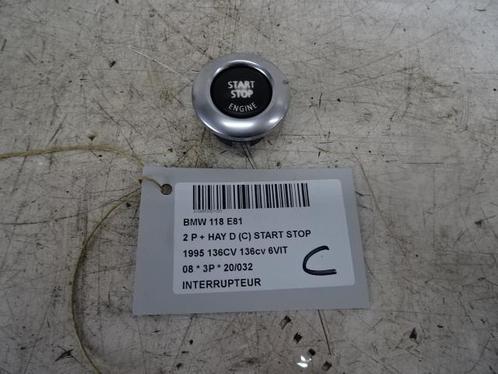 START
STOP
ENGINE
BMW 118 E81
2 P + HAY D (C) START STOP
1995 136CV 136cv 6VIT
08 * 3P * 20/032
INTERRUPTEUR
C